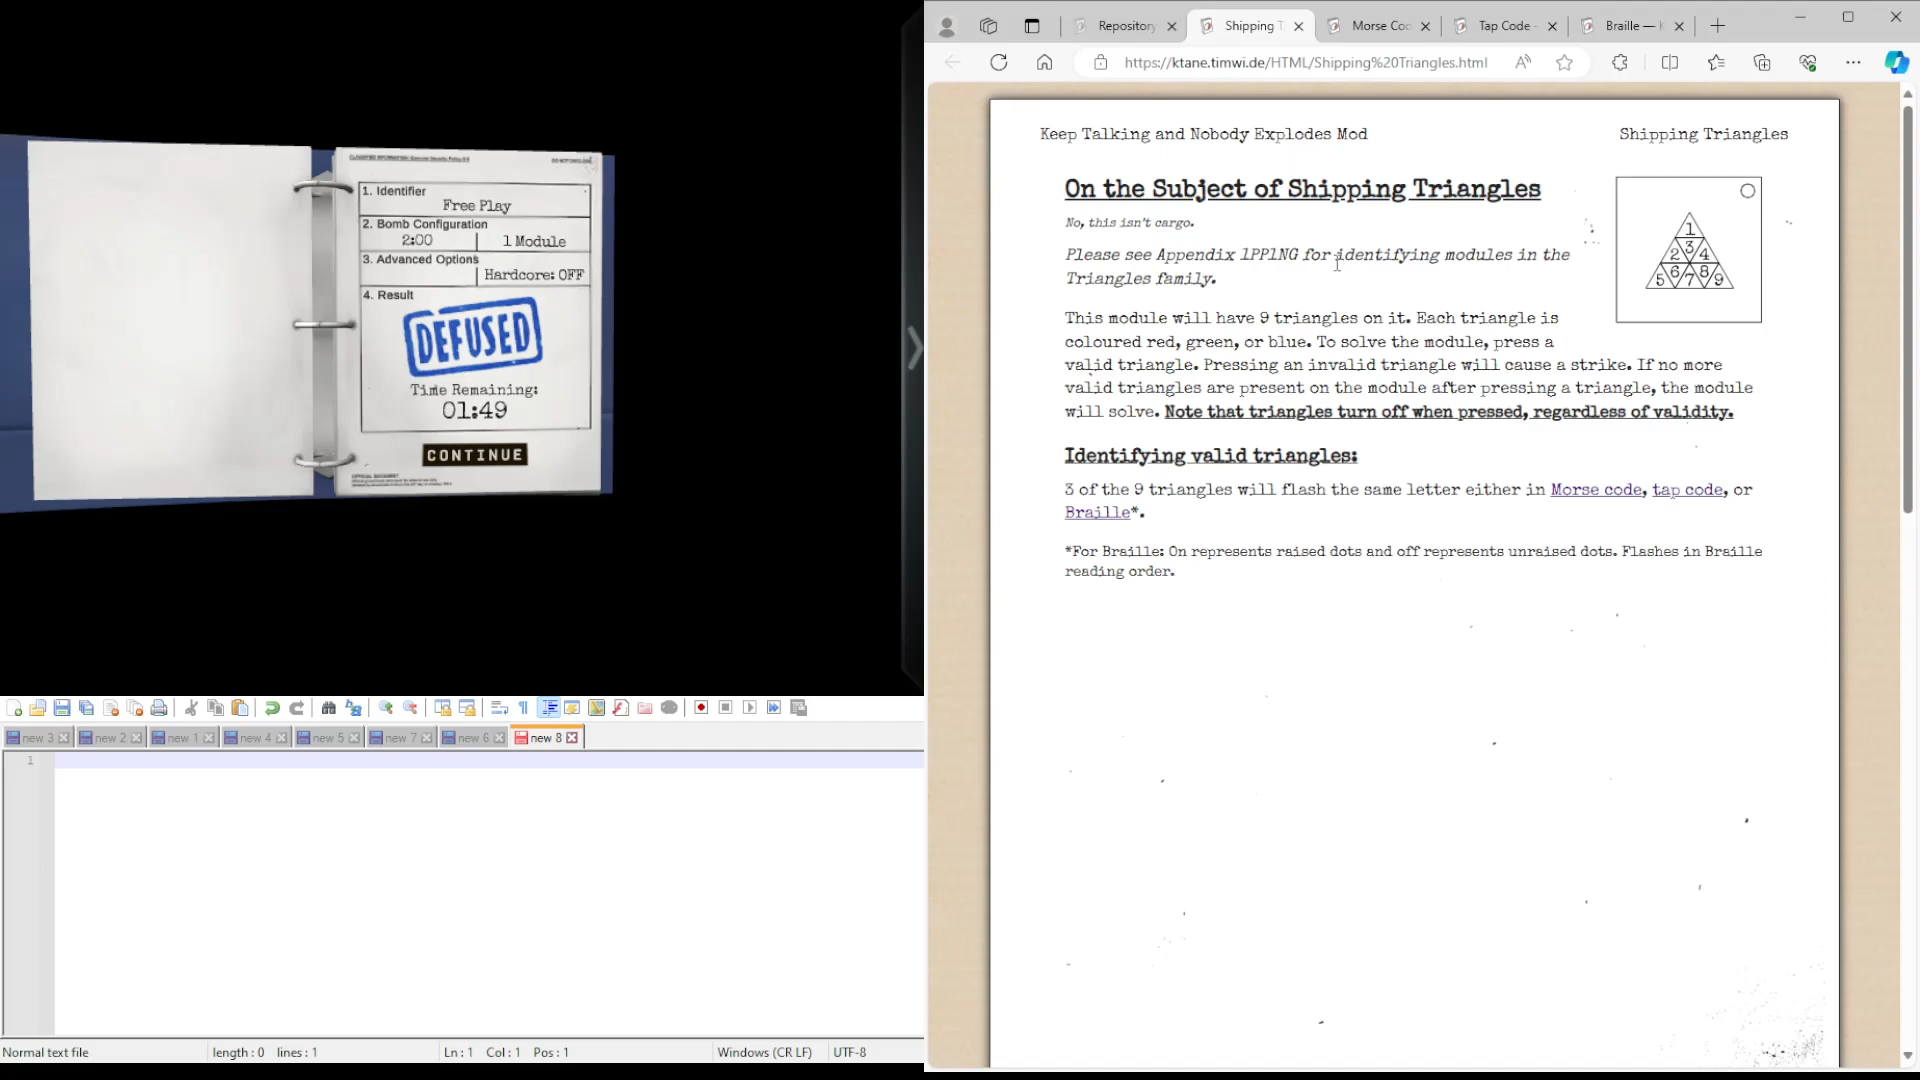 1. Identifier
Free Play
2. Bomb Configuration
2:00
1 Module
3. Advanced Options
Hardcore: OFF
4. Result
DEFUSED
Time Remaining:
01:49
CONTINUE
new 3
new 2
new 1
new 4
new 5
new 7
new 6
new 8
1
Normal text file
length : 0 lines : 1
Ln : 1 Col : 1 Pos : 1
Windows (CR LF)
UTF-8
Repository
Shipping T
Morse Co
Tap Code -
Braille —
https://ktane.timwi.de/HTML/Shipping%20Triangles.html
Keep Talking and Nobody Explodes Mod
Shipping Triangles
On the Subject of Shipping Triangles
No, this isn't cargo.
Please see Appendix 1PP1NG for identifying modules in the
Triangles family.
1
2 3 4
5 6 7 8 9
This module will have 9 triangles on it. Each triangle is
coloured red, green, or blue. To solve the module, press a
valid triangle. Pressing an invalid triangle will cause a strike. If no more
valid triangles are present on the module after pressing a triangle, the module
will solve. Note that triangles turn off when pressed, regardless of validity.
Identifying valid triangles:
3 of the 9 triangles will flash the same letter either in Morse code, tap code, or
Braille*.
*For Braille: On represents raised dots and off represents unraised dots. Flashes in Braille
reading order.